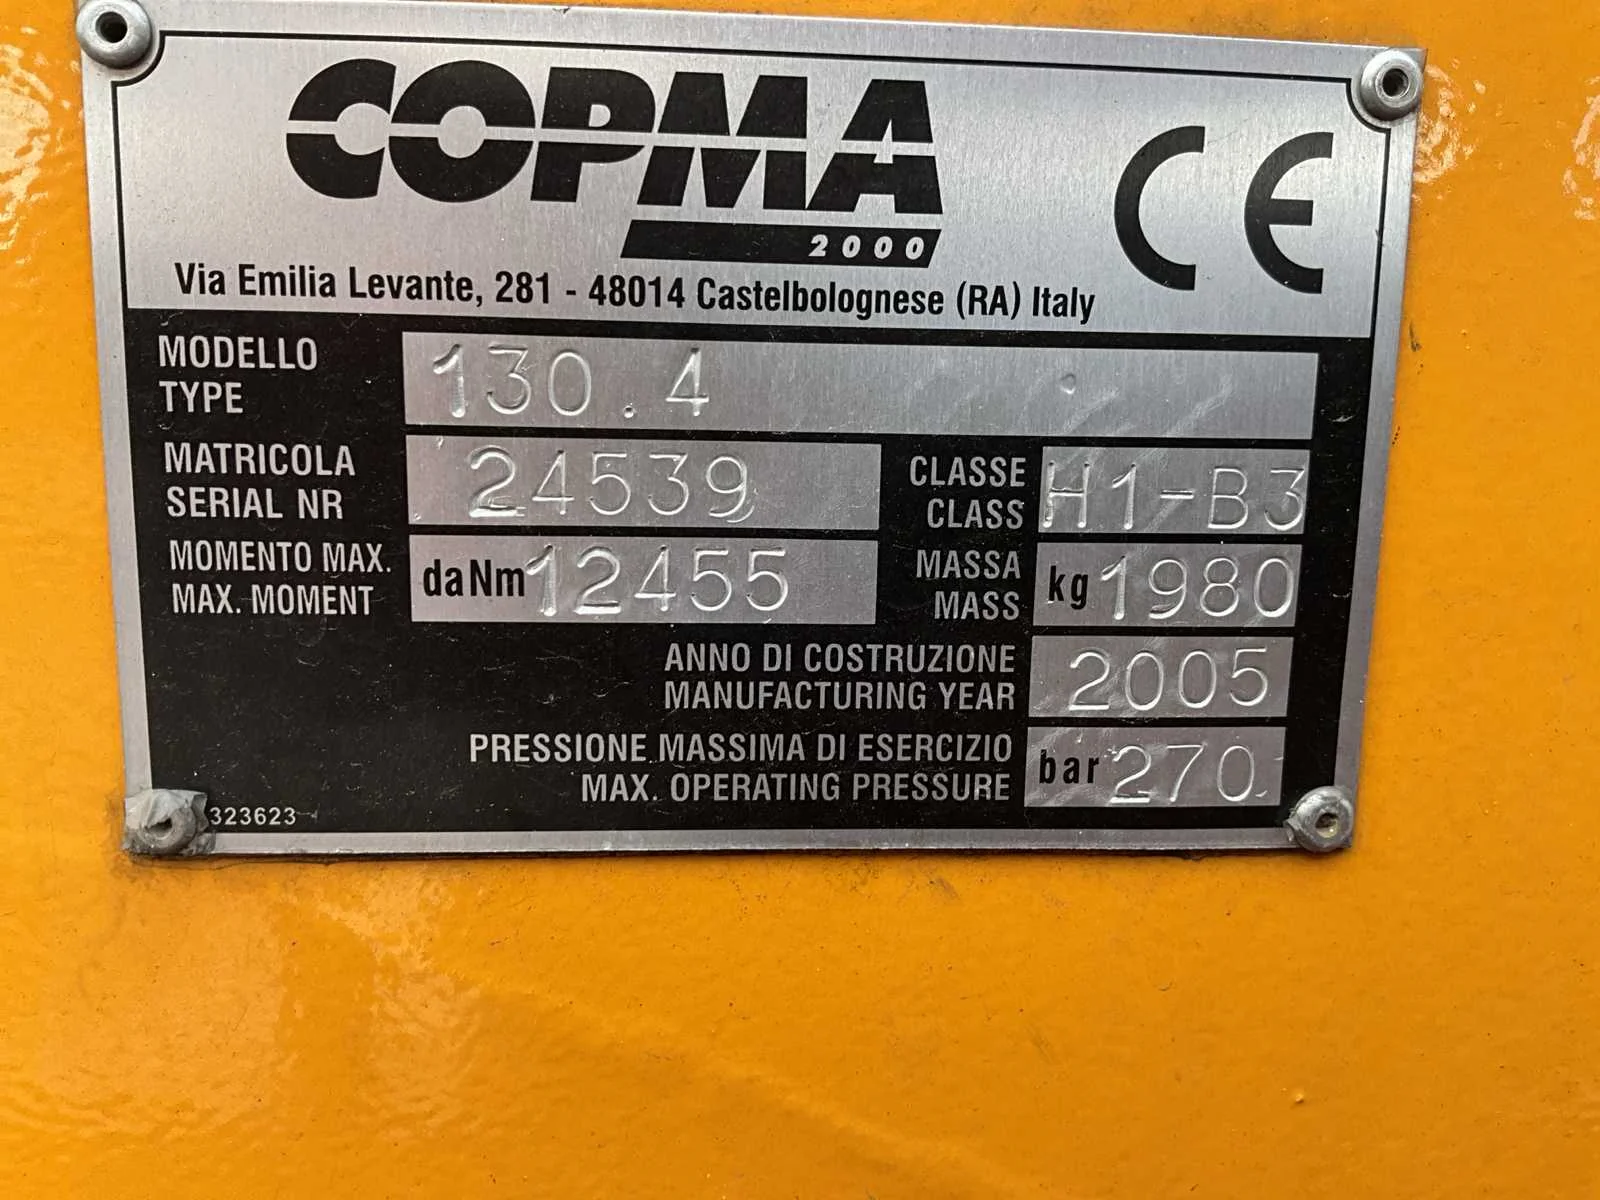 COPMA CE
2000
Via Emilia Levante, 281 - 48014 Castelbolognese (RA) Italy
MODELLO
TYPE
130.4
MATRICOLA
SERIAL NR
24539
CLASSE
CLASS
H1-B3
MOMENTO MAX.
MAX. MOMENT
daNm 12455
MASSA
MASS
kg 1980
ANNO DI COSTRUZIONE
MANUFACTURING YEAR
2005
PRESSIONE MASSIMA DI ESERCIZIO
MAX. OPERATING PRESSURE
bar 270
323623